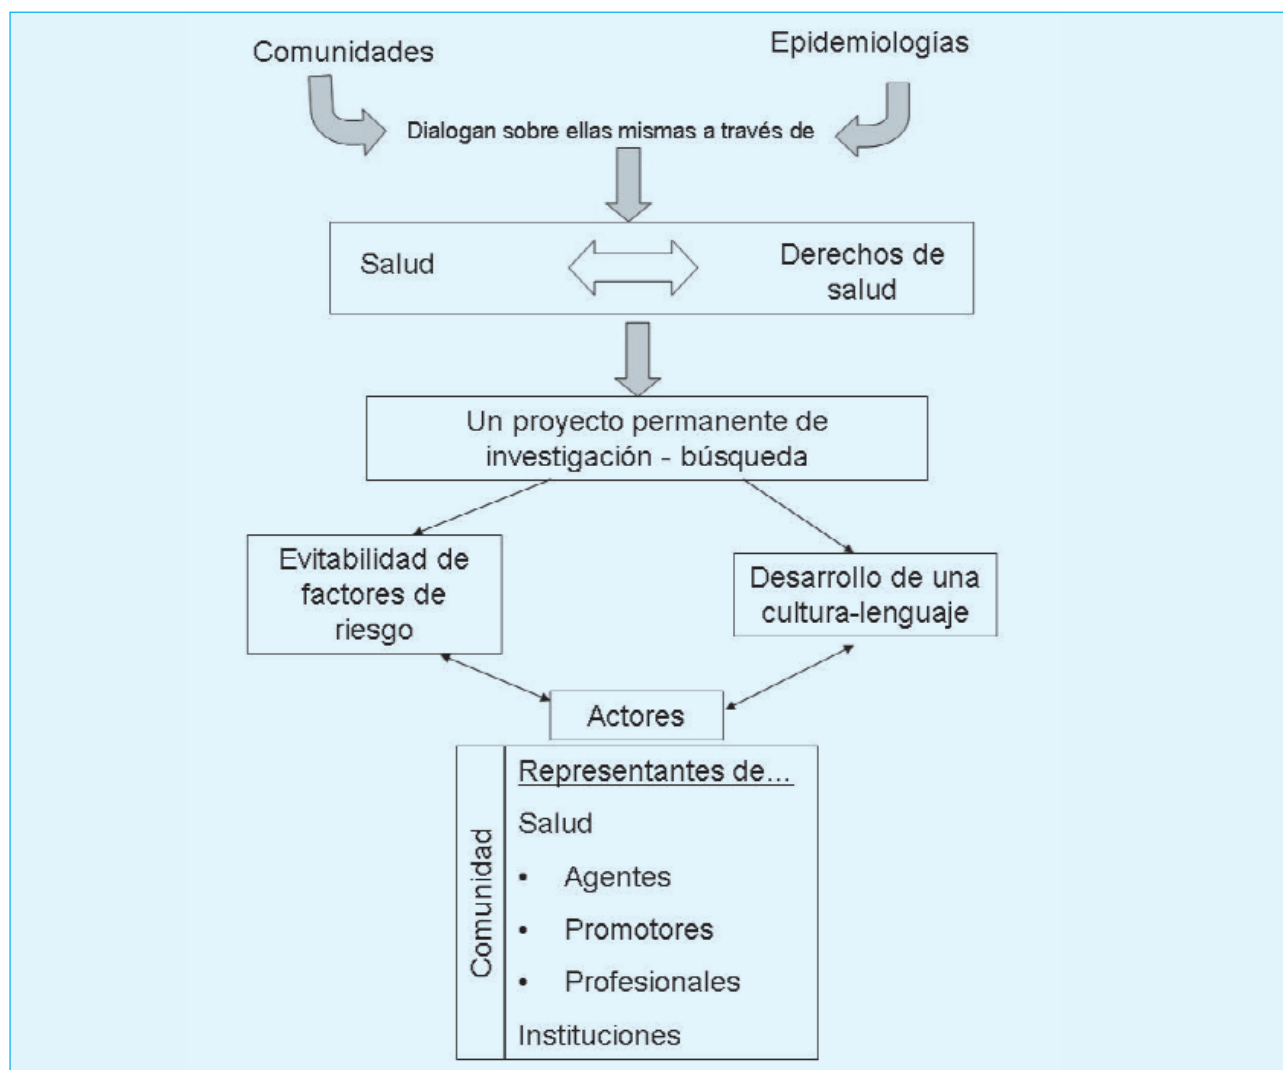 Comunidades
Epidemiologías
Dialogan sobre ellas mismas a través de
Salud
Derechos de
salud
Un proyecto permanente de
investigación - búsqueda
Evitabilidad de
factores de
riesgo
Desarrollo de una
cultura-lenguaje
Actores
Comunidad
Representantes de...
Salud
• Agentes
• Promotores
• Profesionales
Instituciones